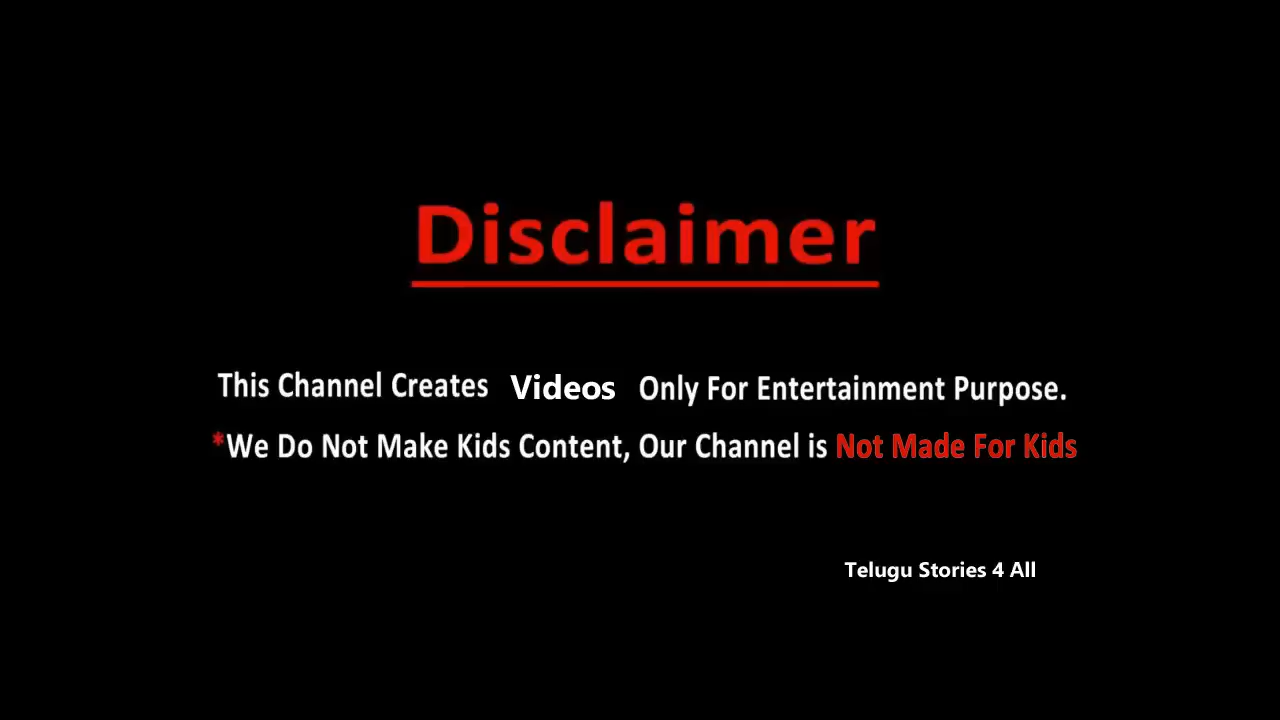 Disclaimer
This Channel Creates Videos Only For Entertainment Purpose.
*We Do Not Make Kids Content, Our Channel is Not Made For Kids
Telugu Stories 4 All